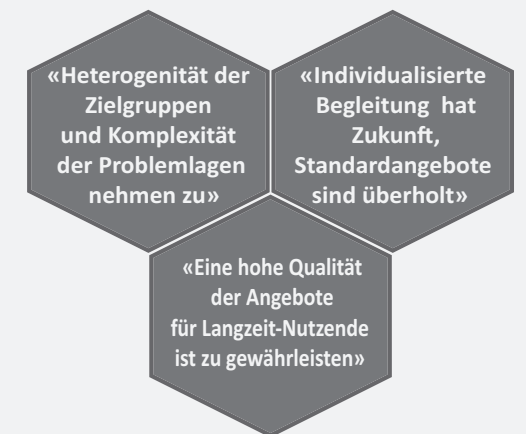 «Heterogenität der
Zielgruppen
und Komplexität
der Problemlagen
nehmen zu»
«Individualisierte
Begleitung hat
Zukunft,
Standardangebote
sind überholt»
«Eine hohe Qualität
der Angebote
für Langzeit-Nutzende
ist zu gewährleisten»